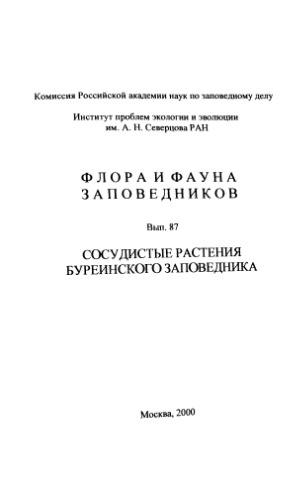 Комиссия Российской академии наук по заповедному делу
Институт проблем экологии и эволюции
им. А. Н. Северцова РАН
ФЛОРА И ФАУНА
ЗАПОВЕДНИКОВ
Вып. 87
СОСУДИСТЫЕ РАСТЕНИЯ
БУРЕИНСКОГО ЗАПОВЕДНИКА
Москва, 2000